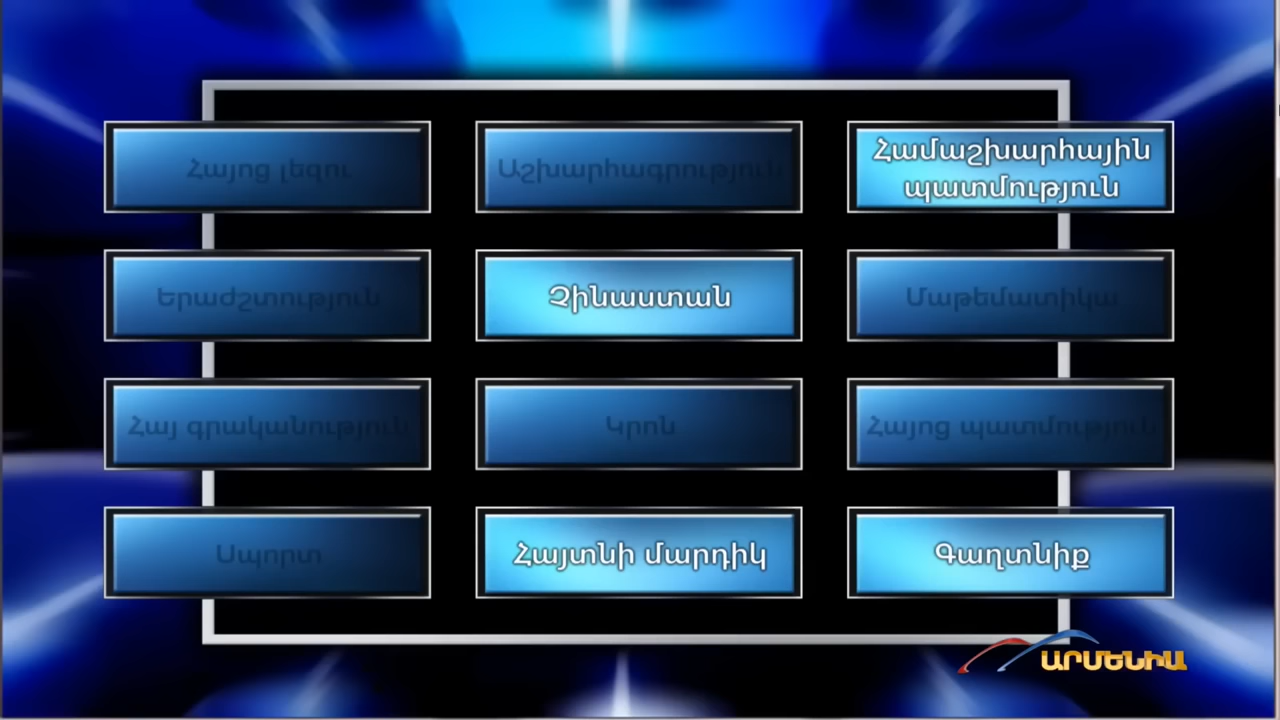 Հայոց լեզու
Աշխարհագրություն
Համաշխարհային
պատմություն
Երաժշտություն
Չինաստան
Մաթեմատիկա
Հայ գրականություն
Կրոն
Հայոց պատմություն
Սպորտ
Հայտնի մարդիկ
Գաղտնիք
ԱՐՄԵՆԻԱ